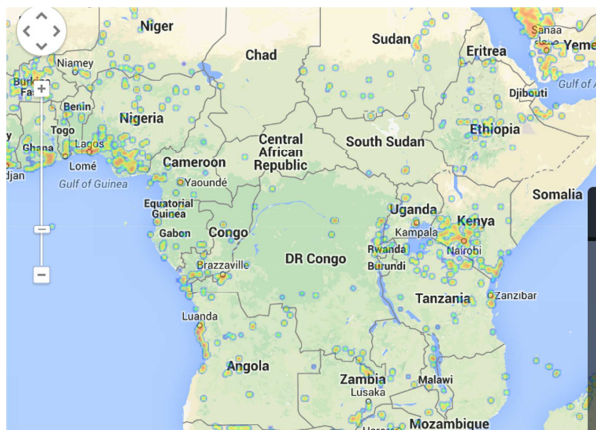 Niger
Chad
Sudan
Eritrea
Sanaa
صنعاء
Yeme
Niamey
Burki
Fas
Benin
Nigeria
Togo
Ghana
Lagos
Lomé
djan
Gulf of Guinea
Cameroon
Yaoundé
Central
African
Republic
South Sudan
Ethiopia
Djibouti
Gulf of A
Somalia
Equatorial
Guinea
Gabon
Congo
Brazzaville
DR Congo
Uganda
Kampala
Kenya
Nairobi
Rwanda
Burundi
Tanzania
Zanzibar
Luanda
Angola
Zambia
Lusaka
Malawi
Mozambique